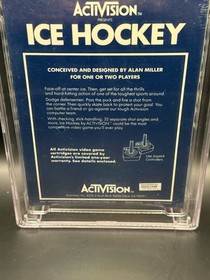 ACTIVISION™
PRESENTS
ICE HOCKEY
CONCEIVED AND DESIGNED BY ALAN MILLER
FOR ONE OR TWO PLAYERS
Face-off at center ice. Then, get set for all the thrills
and hard-hitting action of one of the toughest sports around.
Dodge defensemen. Pass the puck and fire a shot from the
corner. Then quickly skate back to protect your goal. You can
battle a friend or go against our tough Activision
computer team.
With checking, stick-handling, 32 separate shot angles and
more, Ice Hockey by ACTIVISION™ could be the most
competitive video game you'll ever play.
All Activision video game
cartridges are covered by
Activision's limited one-year
warranty. See details enclosed.
Use Joystick
Controllers
ACTIVISION™